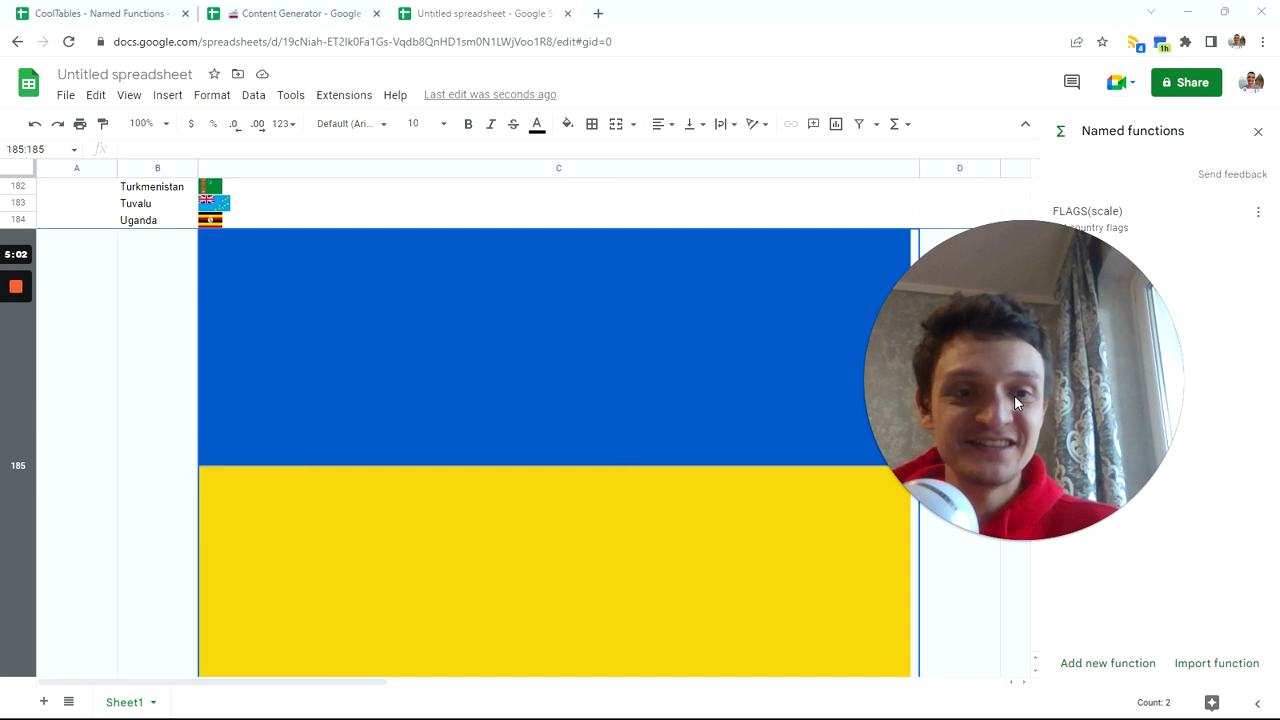 CoolTables - Named Functions -
Content Generator - Google
Untitled spreadsheet - Google S
docs.google.com/spreadsheets/d/19cNiah-ET2Ik0Fa1Gs-Vqdb8QnHD1sm0N1LWjVoo1R8/edit#gid=0
4
1h
Untitled spreadsheet
File Edit View Insert Format Data Tools Extensions Help Last edit was seconds ago
Share
100% $ % .0 .00 123 Default (Ari... 10 B I S A
Named functions
185:185 fx
A B C D
Send feedback
182 Turkmenistan
183 Tuvalu
184 Uganda
FLAGS(scale)
country flags
5:02
185
Add new function Import function
Sheet1
Count: 2